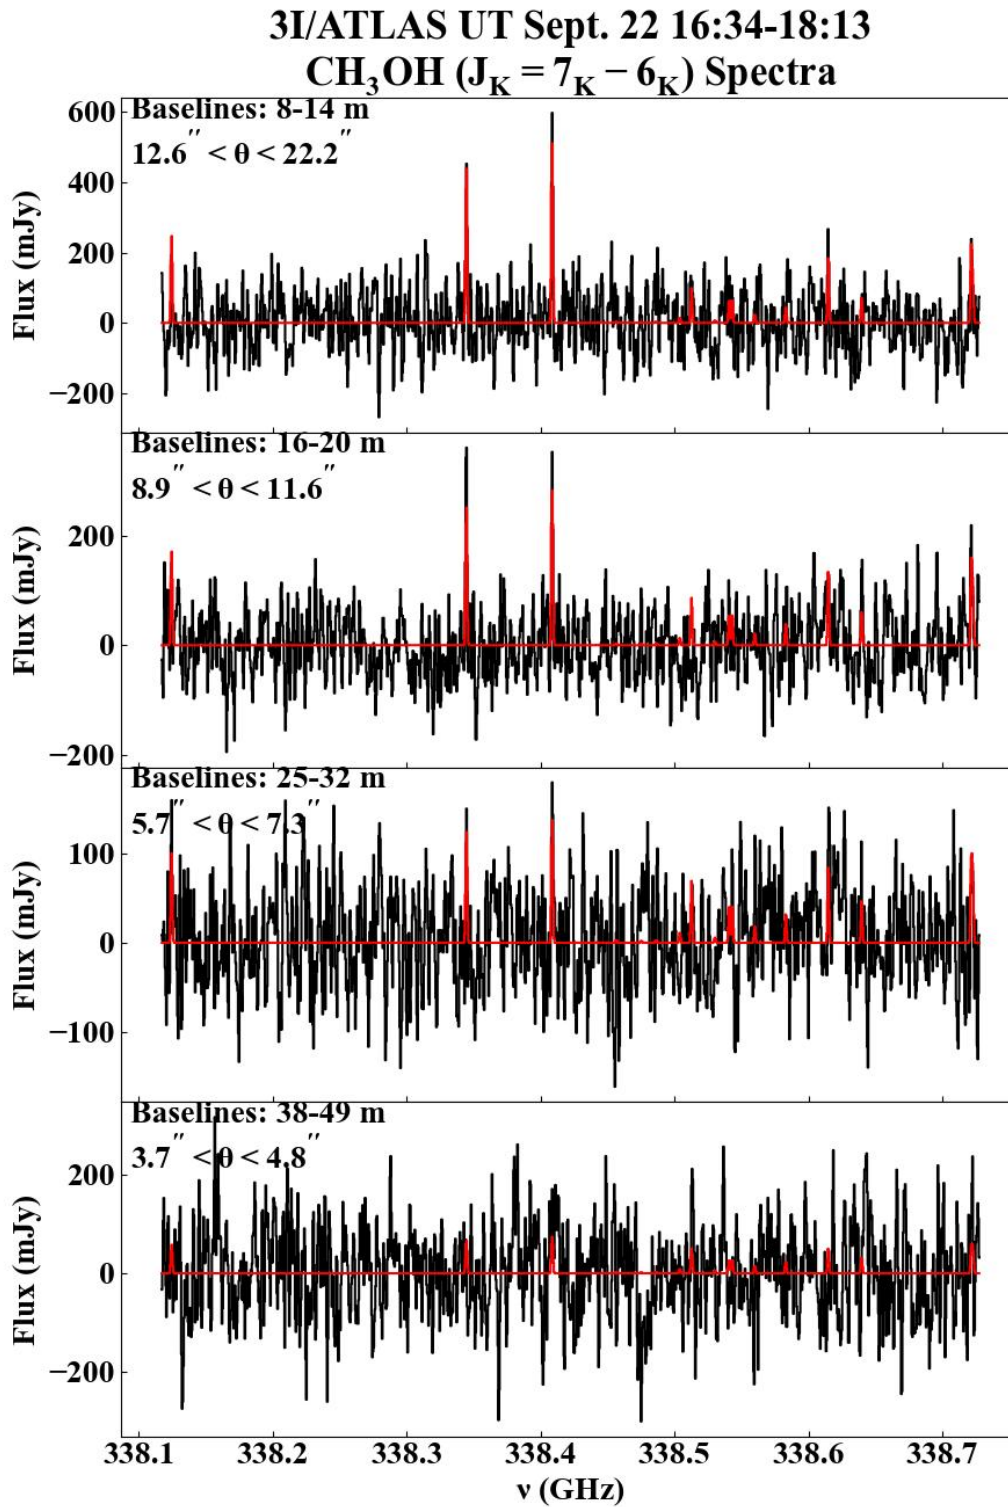 3I/ATLAS UT Sept. 22 16:34-18:13
CH₃OH (J_K = 7_K − 6_K) Spectra
Baselines: 8-14 m
12.6″ < θ < 22.2″
600
400
200
0
−200
Flux (mJy)
Baselines: 16-20 m
8.9″ < θ < 11.6″
200
0
−200
Flux (mJy)
Baselines: 25-32 m
5.7″ < θ < 7.3″
100
0
−100
Flux (mJy)
Baselines: 38-49 m
3.7″ < θ < 4.8″
200
0
−200
Flux (mJy)
338.1 338.2 338.3 338.4 338.5 338.6 338.7
ν (GHz)